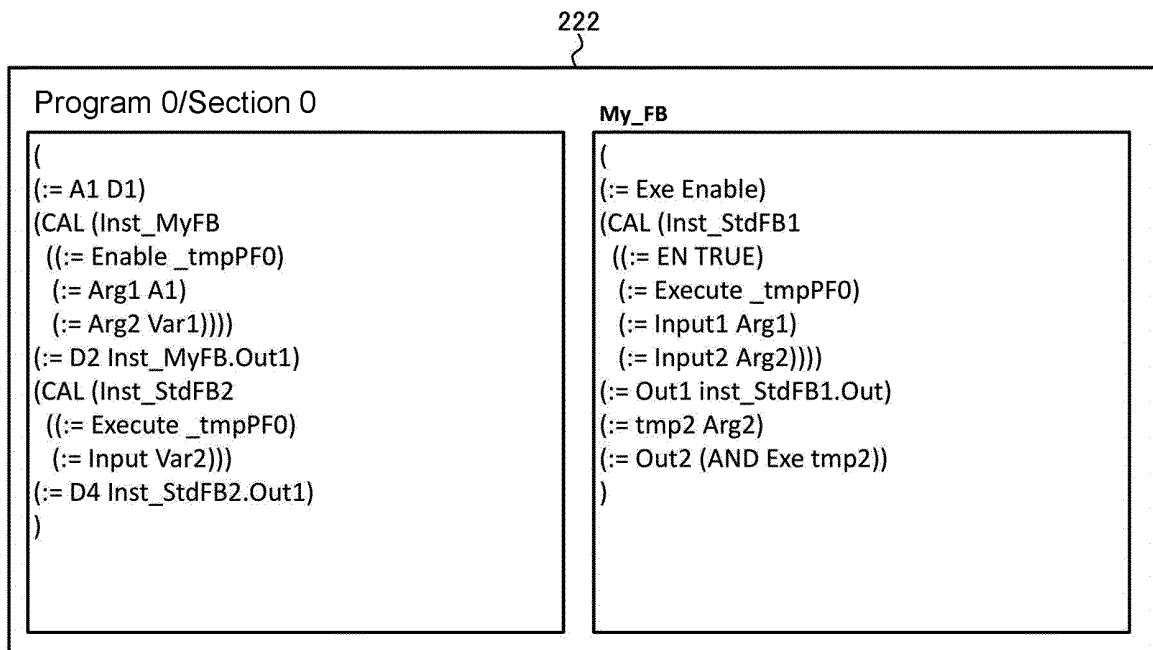 222
Program 0/Section 0
(
(:= A1 D1)
(CAL (Inst_MyFB
((:= Enable _tmpPF0)
(:= Arg1 A1)
(:= Arg2 Var1))))
(:= D2 Inst_MyFB.Out1)
(CAL (Inst_StdFB2
((:= Execute _tmpPF0)
(:= Input Var2)))
(:= D4 Inst_StdFB2.Out1)
)
My_FB
(
(:= Exe Enable)
(CAL (Inst_StdFB1
((:= EN TRUE)
(:= Execute _tmpPF0)
(:= Input1 Arg1)
(:= Input2 Arg2))))
(:= Out1 inst_StdFB1.Out)
(:= tmp2 Arg2)
(:= Out2 (AND Exe tmp2))
)